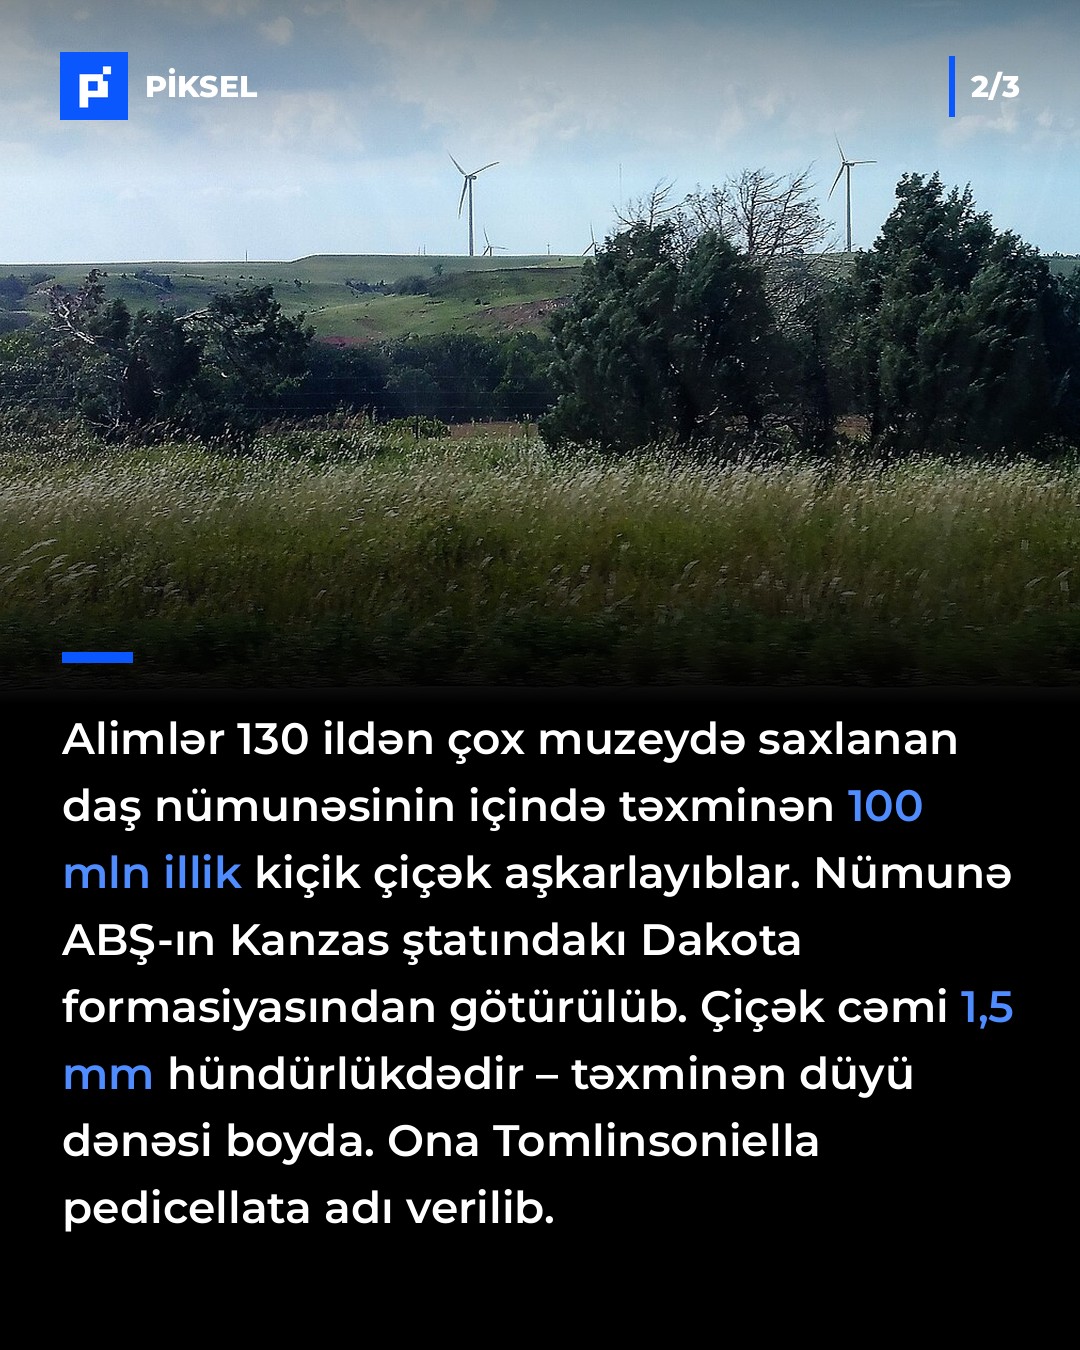 PİKSEL
2/3
Alimlər 130 ildən çox muzeydə saxlanan
daş nümunəsinin içində təxminən 100
mln illik kiçik çiçək aşkarlayıblar. Nümunə
ABŞ-ın Kanzas ştatındakı Dakota
formasiyasından götürülüb. Çiçək cəmi 1,5
mm hündürlükdədir – təxminən düyü
dənəsi boyda. Ona Tomlinsoniella
pedicellata adı verilib.